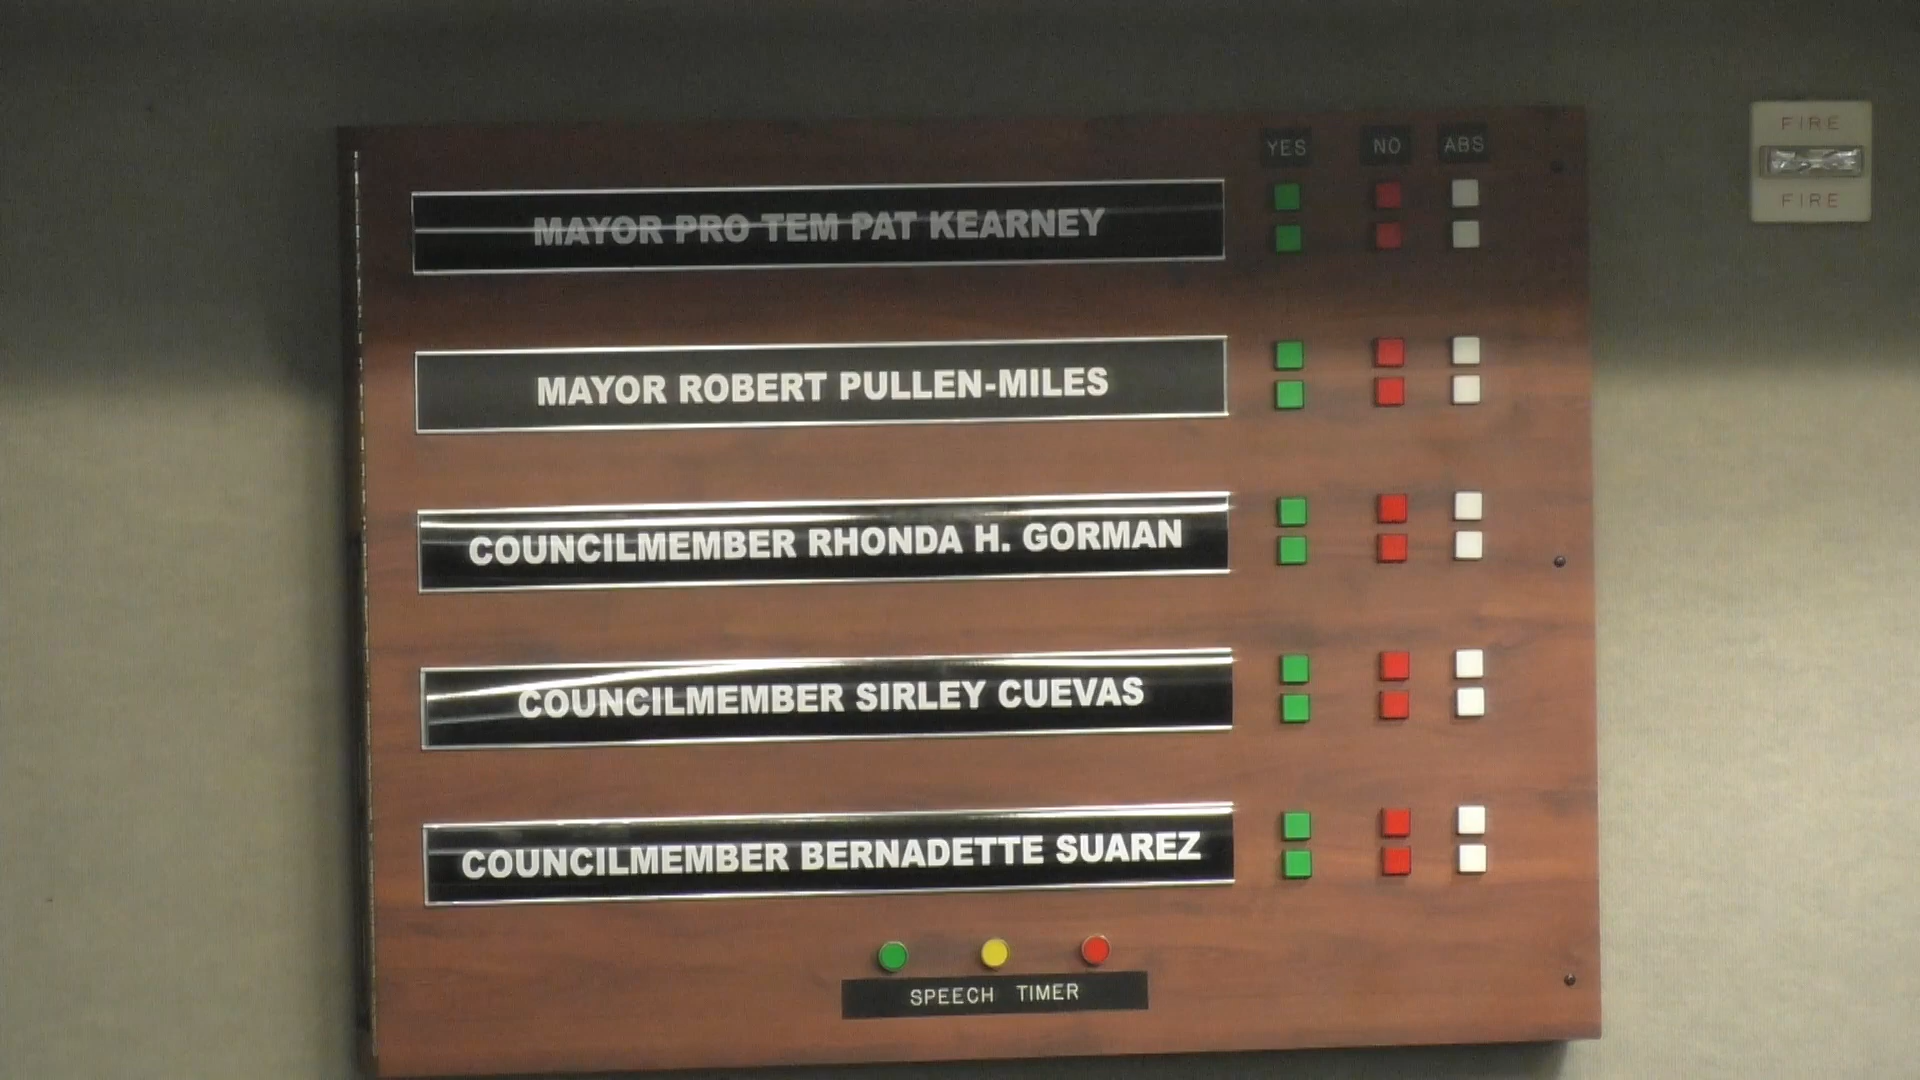 YES NO ABS
MAYOR PRO TEM PAT KEARNEY
MAYOR ROBERT PULLEN-MILES
COUNCILMEMBER RHONDA H. GORMAN
COUNCILMEMBER SIRLEY CUEVAS
COUNCILMEMBER BERNADETTE SUAREZ
SPEECH TIMER
FIRE
FIRE